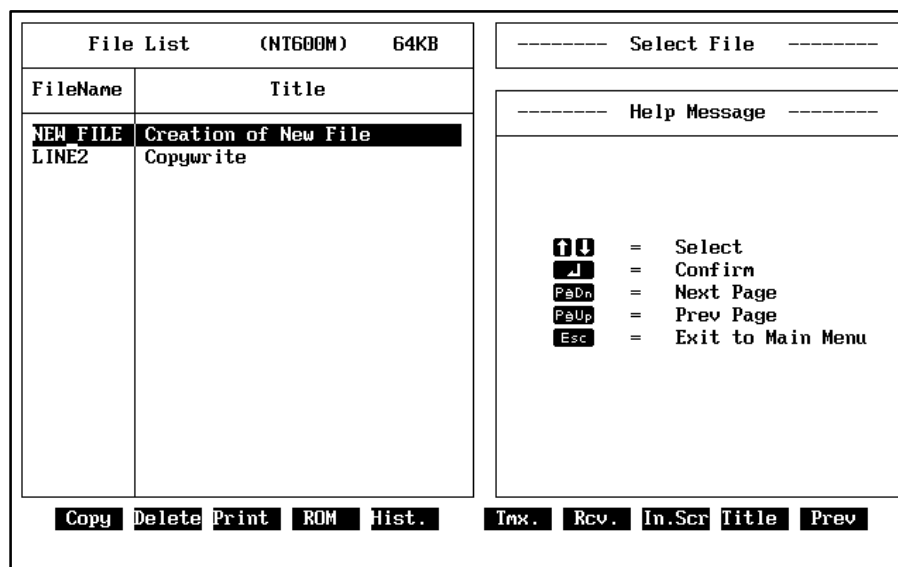 File List (NT600M) 64KB
FileName Title
NEW_FILE Creation of New File
LINE2 Copywrite
-------- Select File --------
-------- Help Message --------
↑ ↓ = Select
↵ = Confirm
PgDn = Next Page
PgUp = Prev Page
Esc = Exit to Main Menu
Copy Delete Print ROM Hist. Tmx. Rcv. In.Scr Title Prev